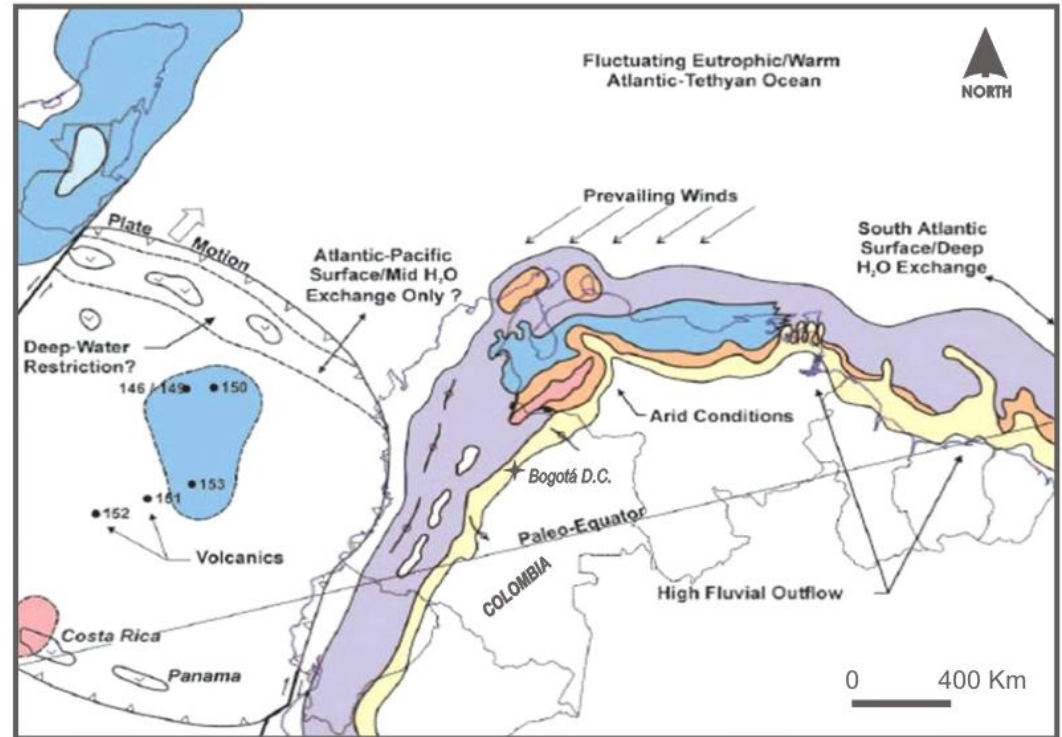 Fluctuating Eutrophic/Warm
Atlantic-Tethyan Ocean
NORTH
Prevailing Winds
Plate
Motion
Atlantic-Pacific
Surface/Mid H₂O
Exchange Only ?
South Atlantic
Surface/Deep
H₂O Exchange
Deep-Water
Restriction?
146 / 149
150
Arid Conditions
Bogotá D.C.
153
151
152
Volcanics
Paleo-Equator
COLOMBIA
High Fluvial Outflow
Costa Rica
Panama
0 400 Km